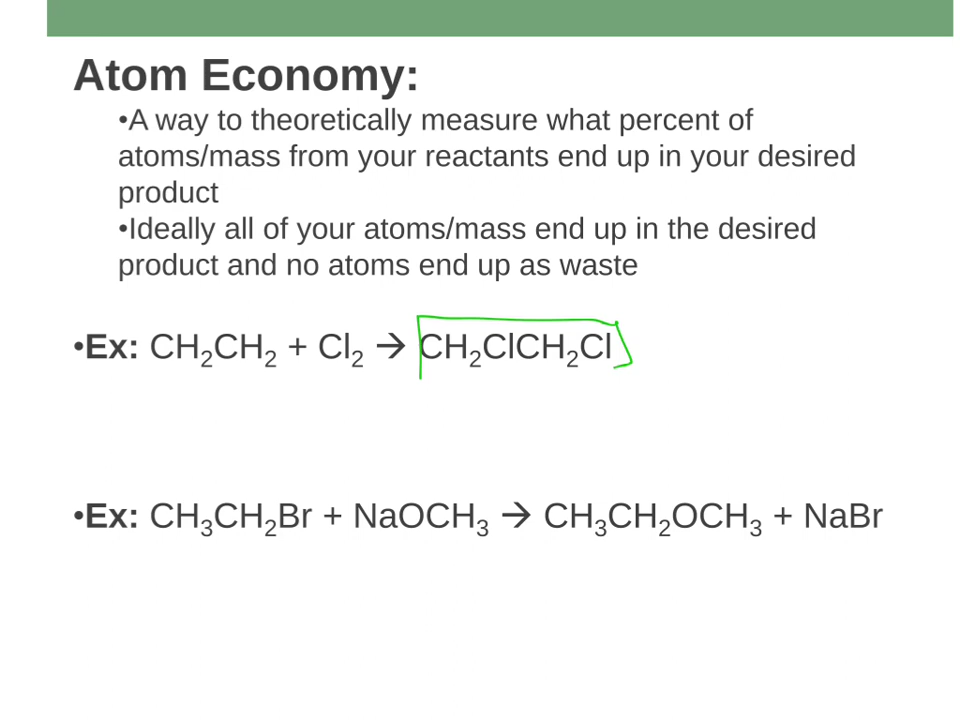 Atom Economy:
•A way to theoretically measure what percent of
atoms/mass from your reactants end up in your desired
product
•Ideally all of your atoms/mass end up in the desired
product and no atoms end up as waste
•Ex: CH₂CH₂ + Cl₂ → CH₂ClCH₂Cl
•Ex: CH₃CH₂Br + NaOCH₃ → CH₃CH₂OCH₃ + NaBr